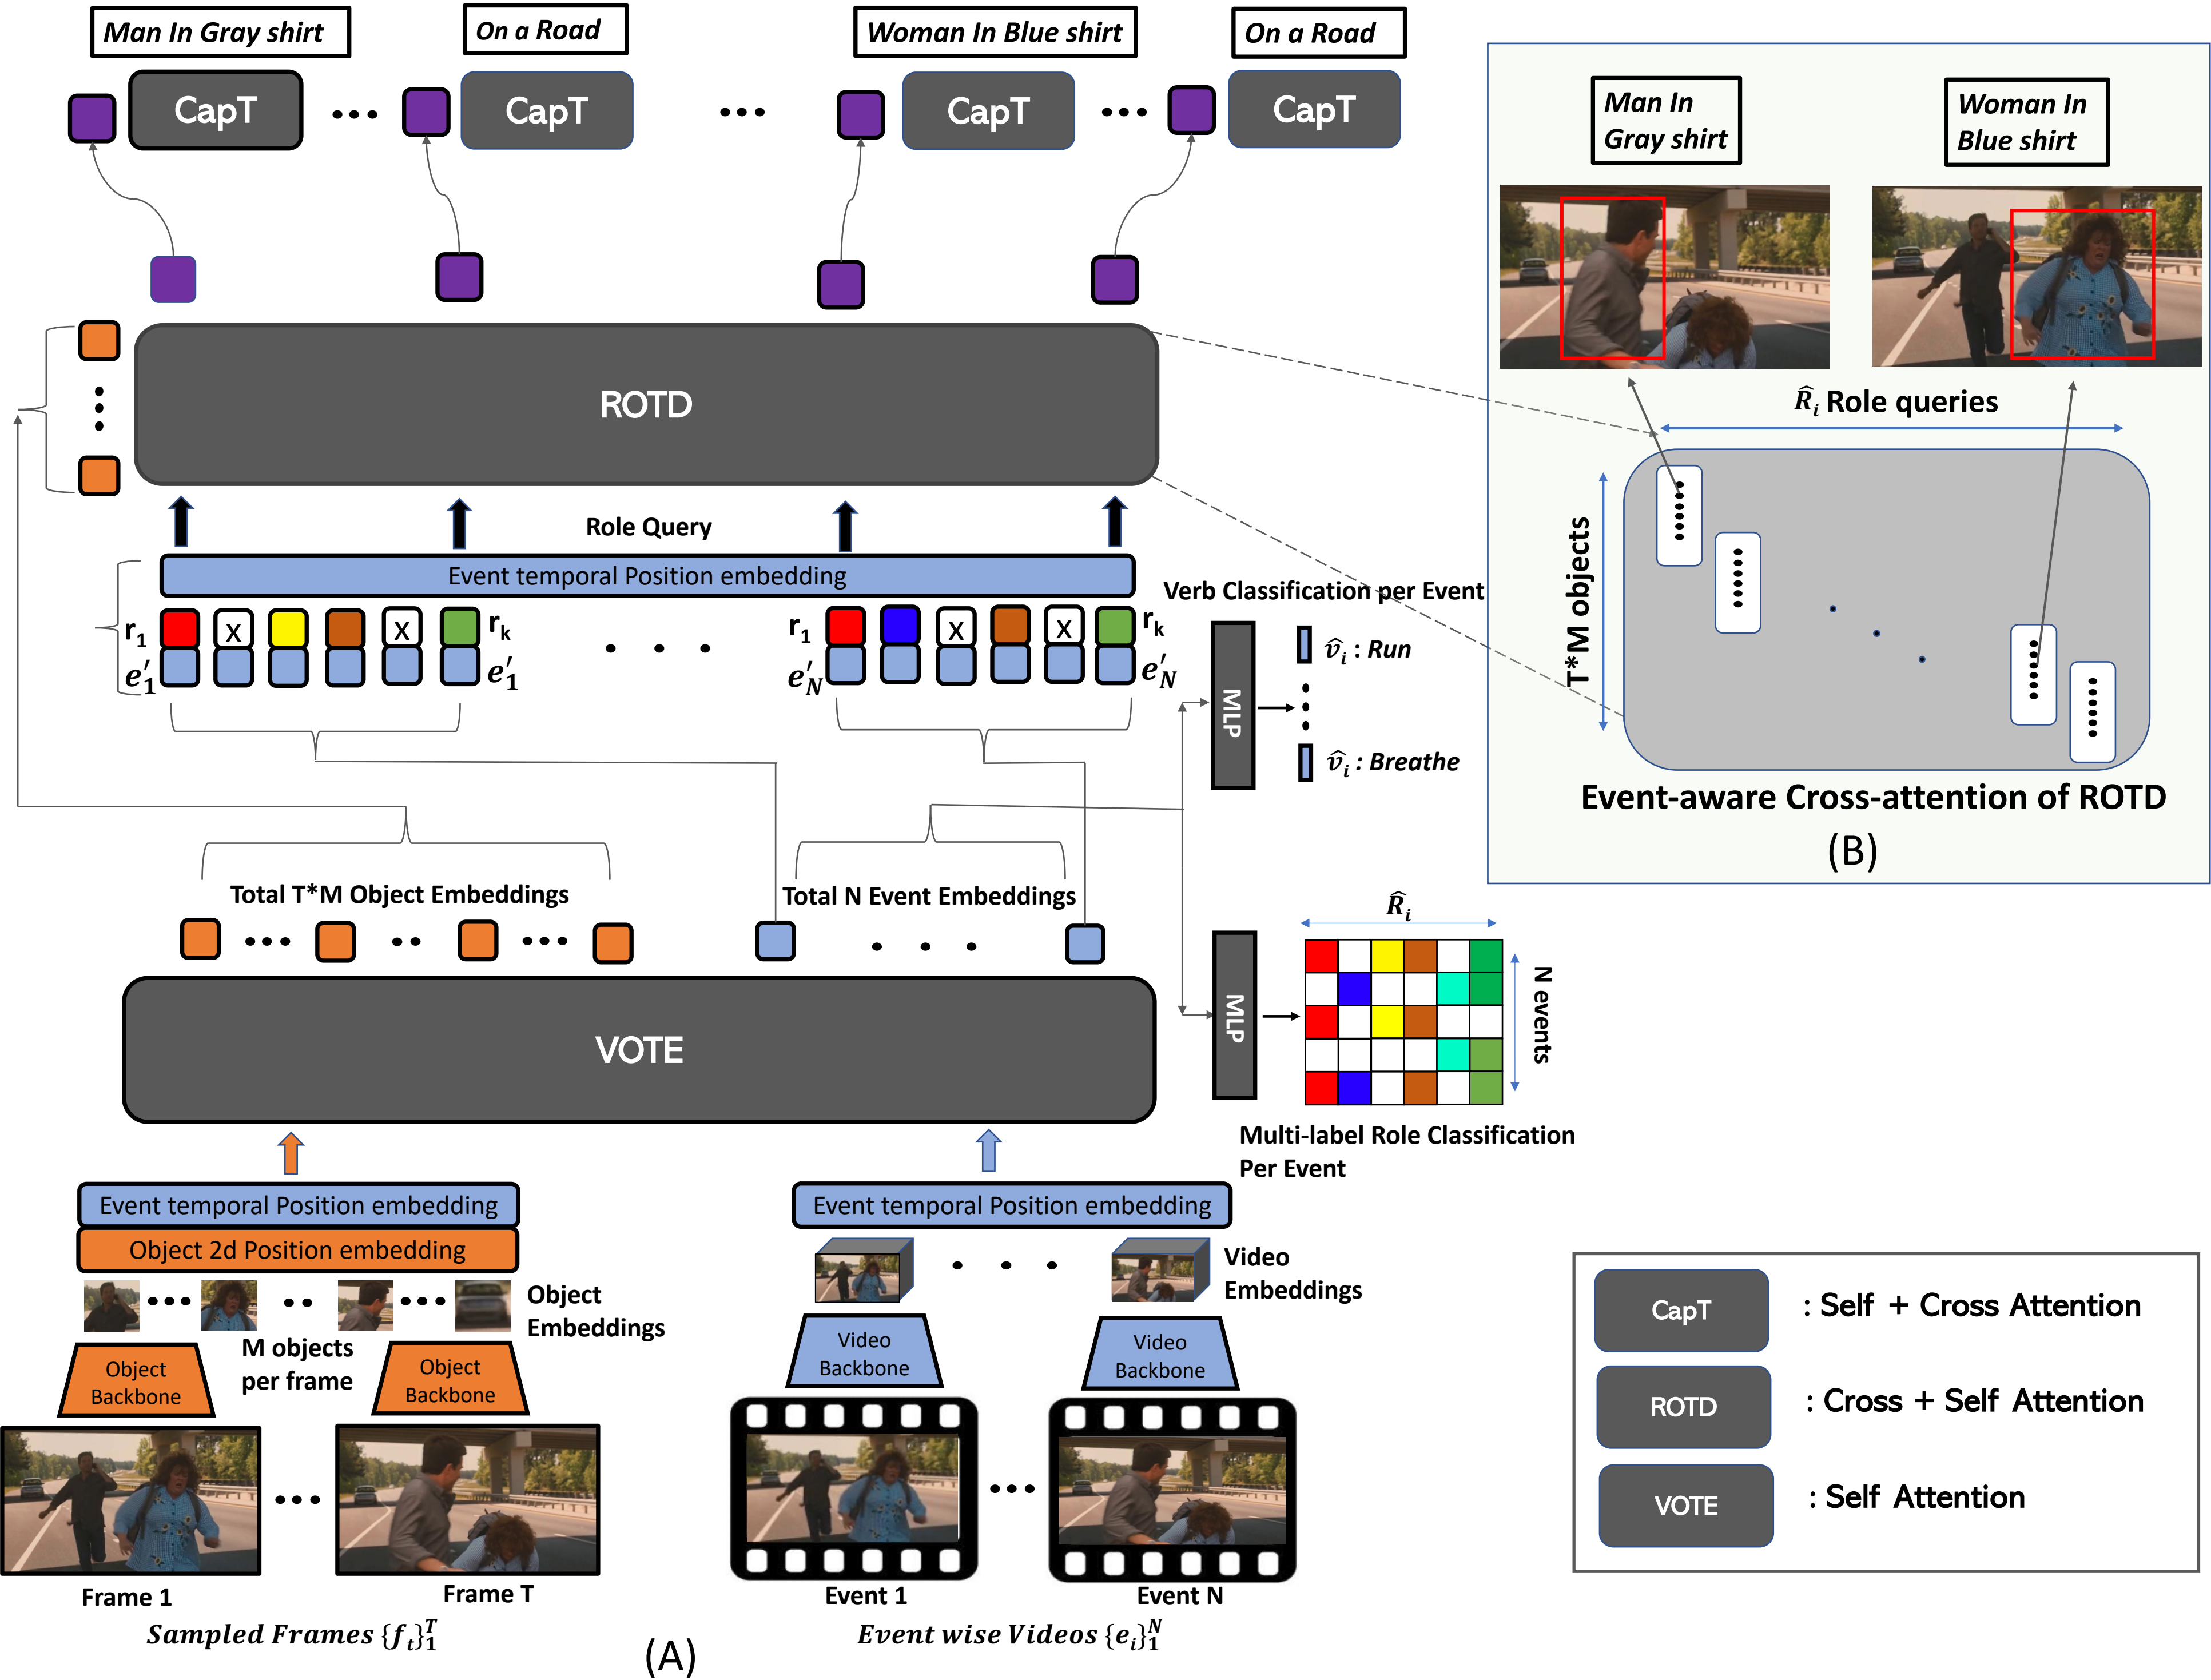 Man In Gray shirt
On a Road
Woman In Blue shirt
On a Road
CapT
CapT
CapT
CapT
ROTD
Role Query
Event temporal Position embedding
r₁
rₖ
r₁
rₖ
e′₁
e′₁
e′N
e′N
x
x
x
x
Verb Classification per Event
MLP
v̂ᵢ : Run
v̂ᵢ : Breathe
Total T*M Object Embeddings
Total N Event Embeddings
VOTE
MLP
R̂ᵢ
N events
Multi-label Role Classification
Per Event
Event temporal Position embedding
Object 2d Position embedding
Object
Embeddings
M objects
per frame
Object
Backbone
Object
Backbone
Frame 1
Frame T
Sampled Frames {fₜ}₁ᵀ
Event temporal Position embedding
Video
Embeddings
Video
Backbone
Video
Backbone
Event 1
Event N
Event wise Videos {eᵢ}₁ᴺ
(A)
Man In
Gray shirt
Woman In
Blue shirt
R̂ᵢ Role queries
T*M objects
Event-aware Cross-attention of ROTD
(B)
CapT : Self + Cross Attention
ROTD : Cross + Self Attention
VOTE : Self Attention